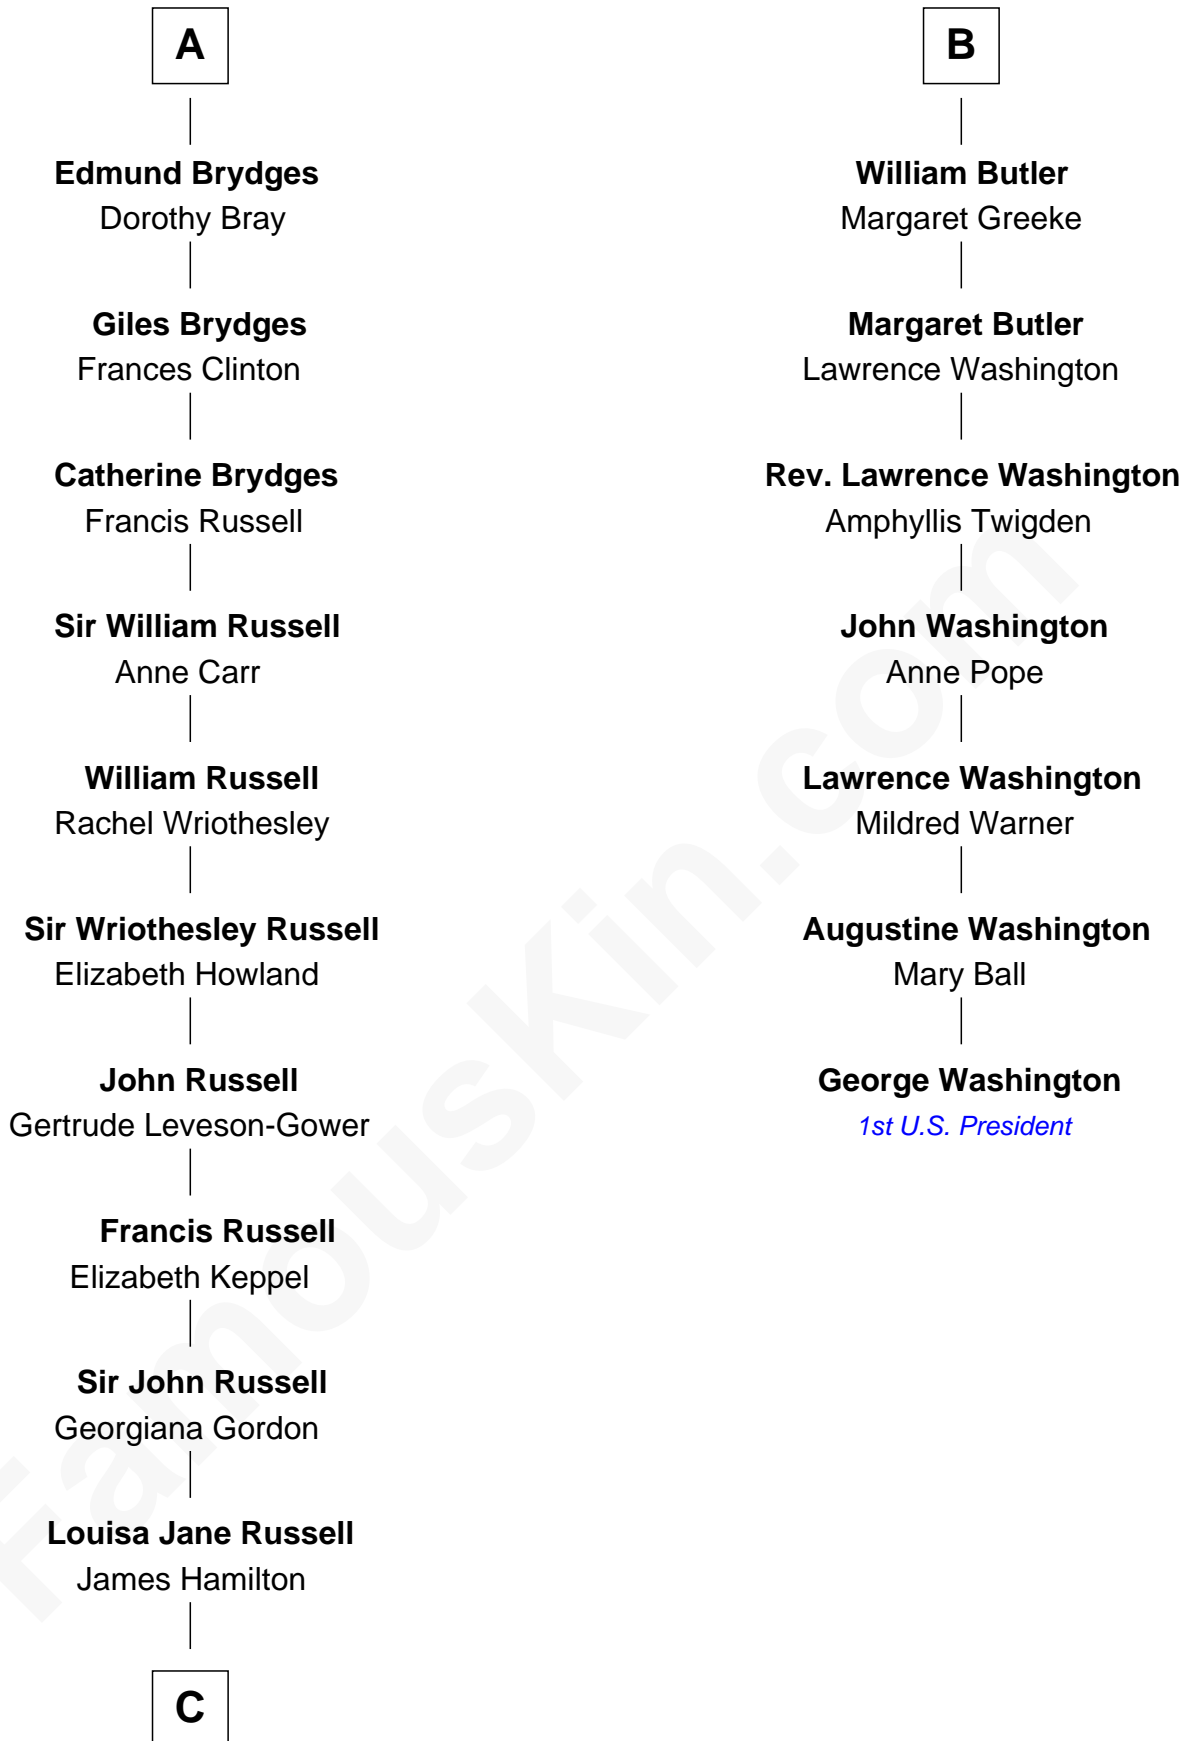 A
Edmund Brydges
Dorothy Bray
Giles Brydges
Frances Clinton
Catherine Brydges
Francis Russell
Sir William Russell
Anne Carr
William Russell
Rachel Wriothesley
Sir Wriothesley Russell
Elizabeth Howland
John Russell
Gertrude Leveson-Gower
Francis Russell
Elizabeth Keppel
Sir John Russell
Georgiana Gordon
Louisa Jane Russell
James Hamilton
C
B
William Butler
Margaret Greeke
Margaret Butler
Lawrence Washington
Rev. Lawrence Washington
Amphyllis Twigden
John Washington
Anne Pope
Lawrence Washington
Mildred Warner
Augustine Washington
Mary Ball
George Washington
1st U.S. President
FamousKin.com